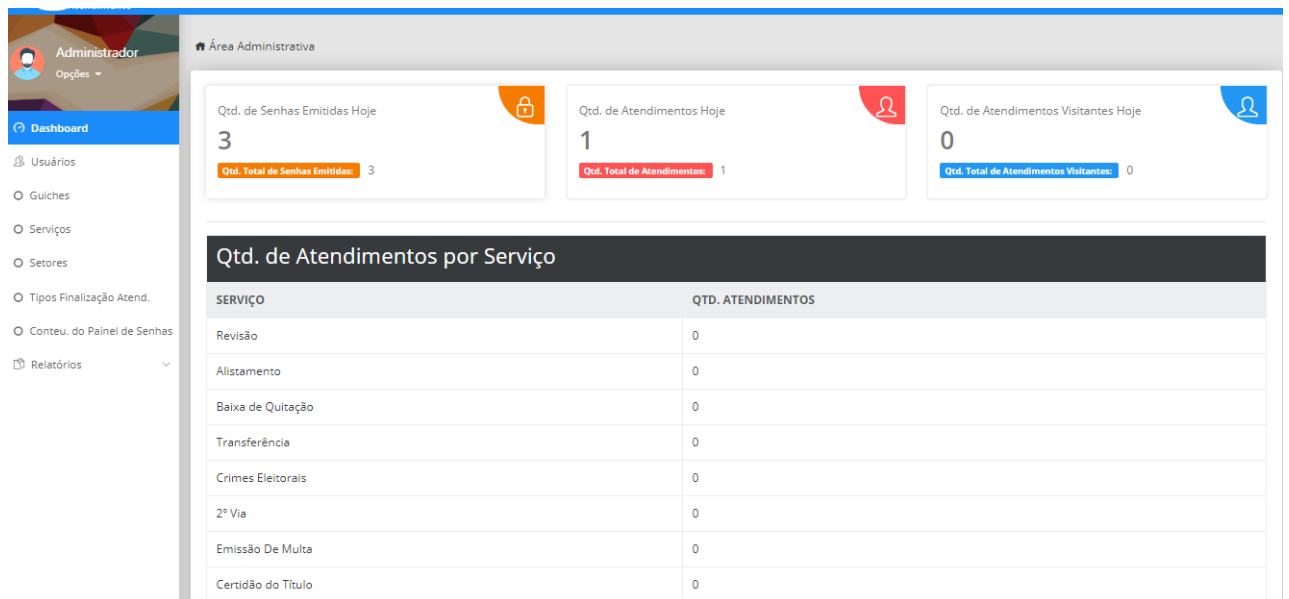 Administrador
Opções
Dashboard
Usuários
Guiches
Serviços
Setores
Tipos Finalização Atend.
Conteu. do Painel de Senhas
Relatórios
Área Administrativa
Qtd. de Senhas Emitidas Hoje
3
Qtd. Total de Senhas Emitidas: 3
Qtd. de Atendimentos Hoje
1
Qtd. Total de Atendimentos: 1
Qtd. de Atendimentos Visitantes Hoje
0
Qtd. Total de Atendimentos Visitantes: 0
Qtd. de Atendimentos por Serviço
SERVIÇO QTD. ATENDIMENTOS
Revisão 0
Alistamento 0
Baixa de Quitação 0
Transferência 0
Crimes Eleitorais 0
2º Via 0
Emissão De Multa 0
Certidão do Título 0